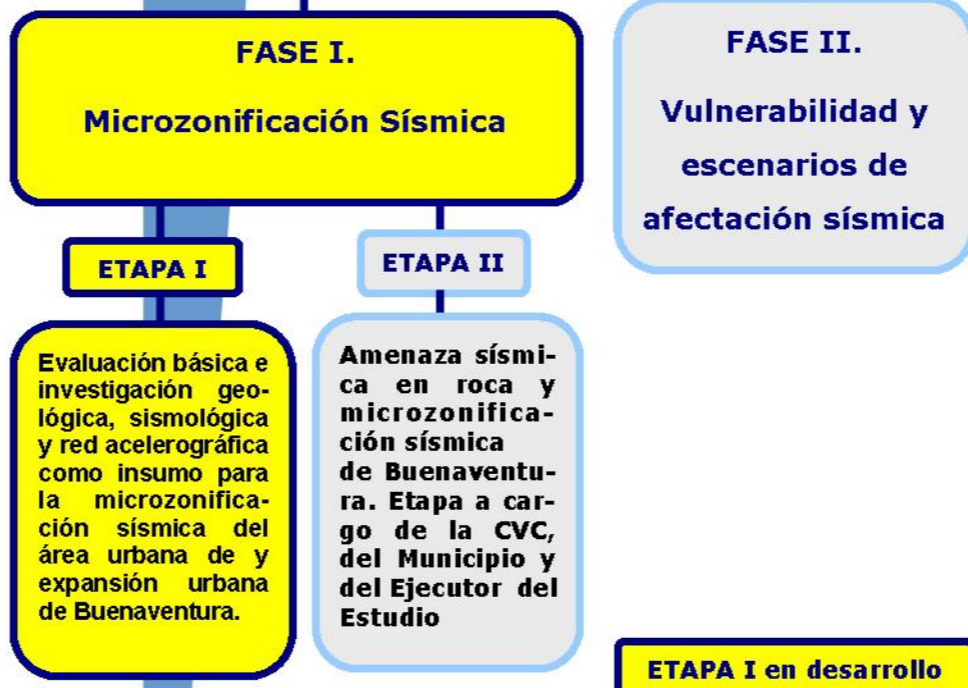 FASE I.
Microzonificación Sísmica
FASE II.
Vulnerabilidad y
escenarios de
afectación sísmica
ETAPA I
ETAPA II
Evaluación básica e
investigación geo-
lógica, sismológica
y red acelerográfica
como insumo para
la microzonifica-
ción sísmica del
área urbana de y
expansión urbana
de Buenaventura.
Amenaza sísmi-
ca en roca y
microzonifica-
ción sísmica
de Buenaventu-
ra. Etapa a car-
go de la CVC,
del Municipio y
del Ejecutor del
Estudio
ETAPA I en desarrollo